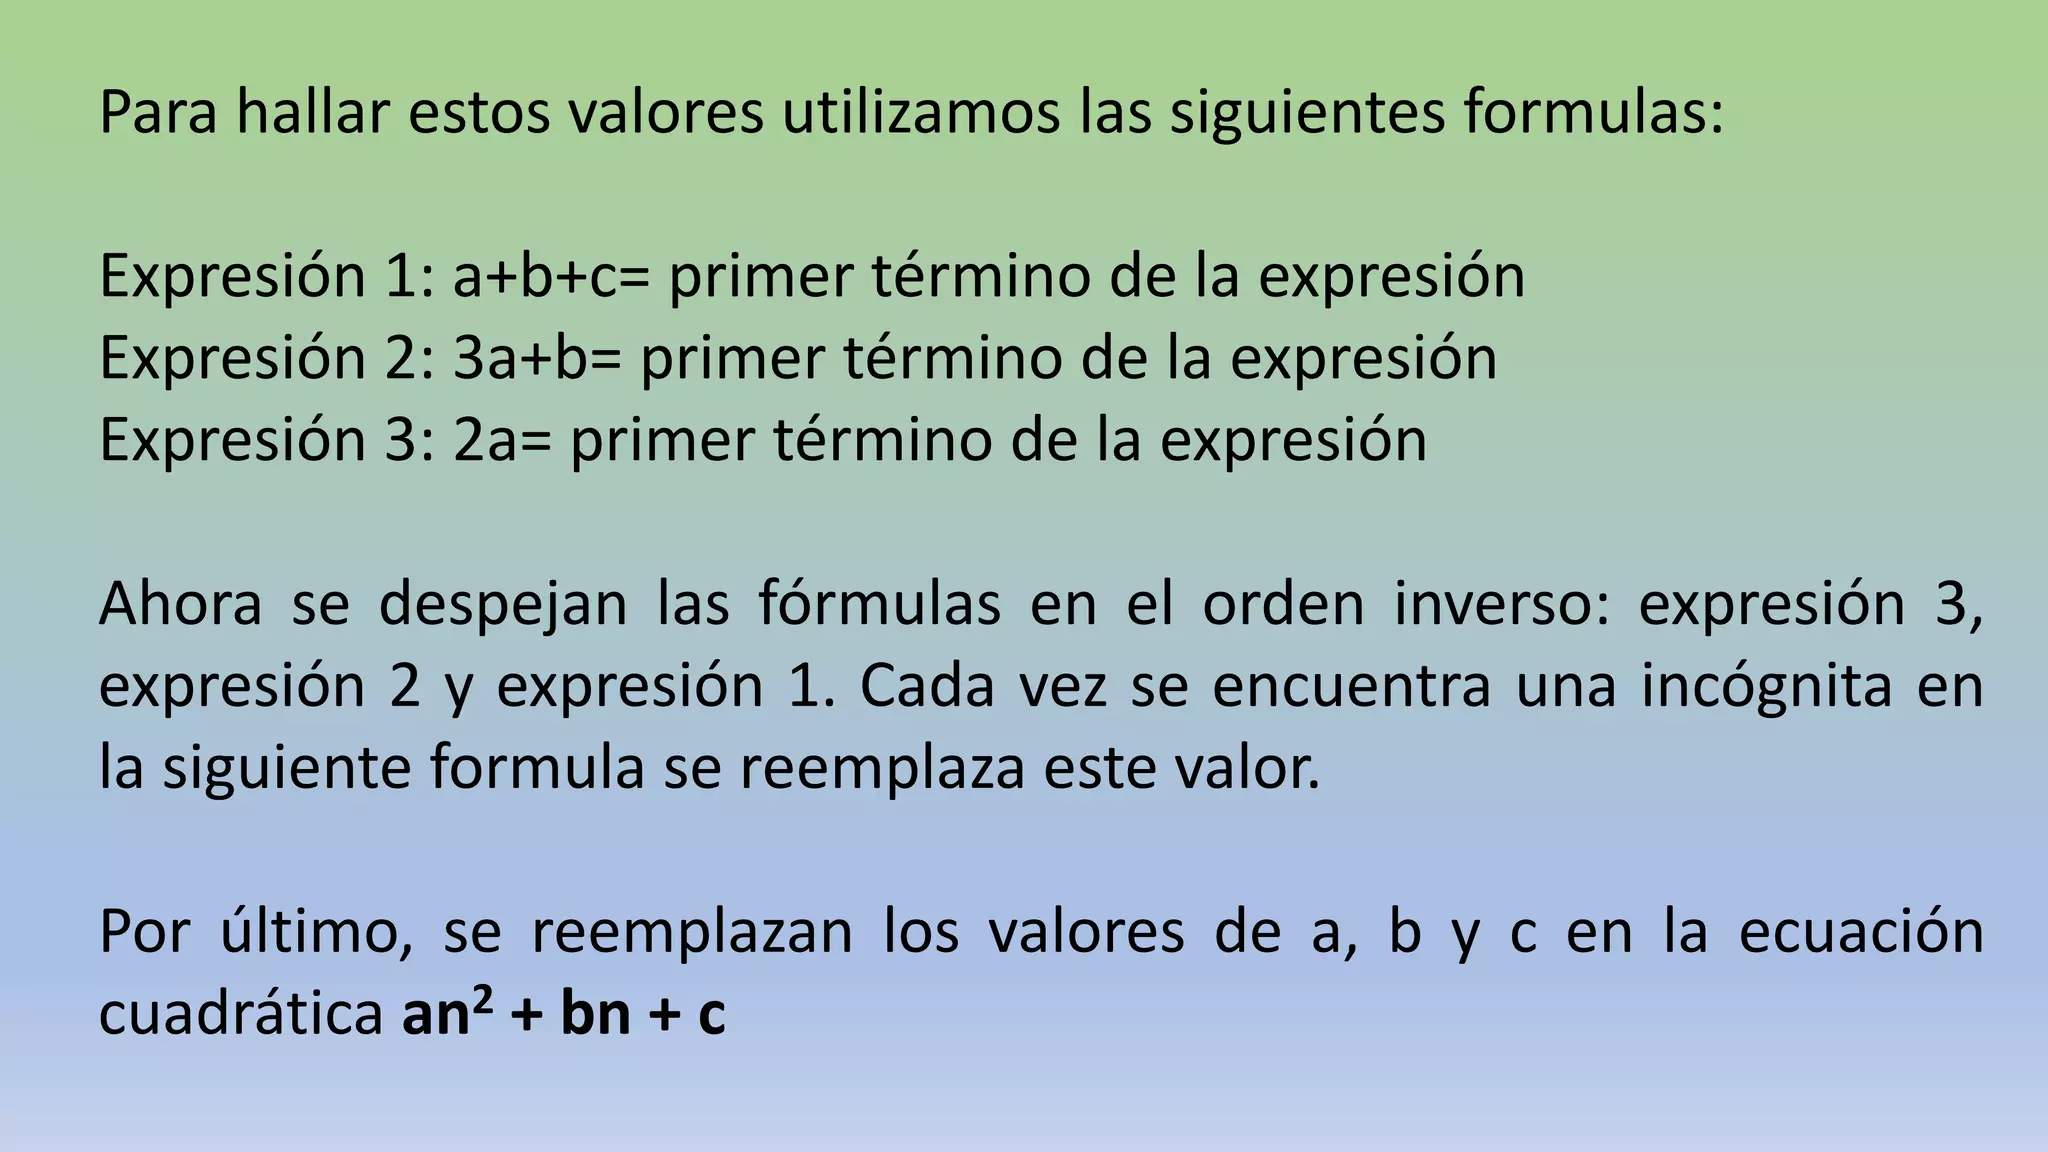 Para hallar estos valores utilizamos las siguientes formulas:
Expresión 1: a+b+c= primer término de la expresión
Expresión 2: 3a+b= primer término de la expresión
Expresión 3: 2a= primer término de la expresión
Ahora se despejan las fórmulas en el orden inverso: expresión 3,
expresión 2 y expresión 1. Cada vez se encuentra una incógnita en
la siguiente formula se reemplaza este valor.
Por último, se reemplazan los valores de a, b y c en la ecuación
cuadrática an² + bn + c